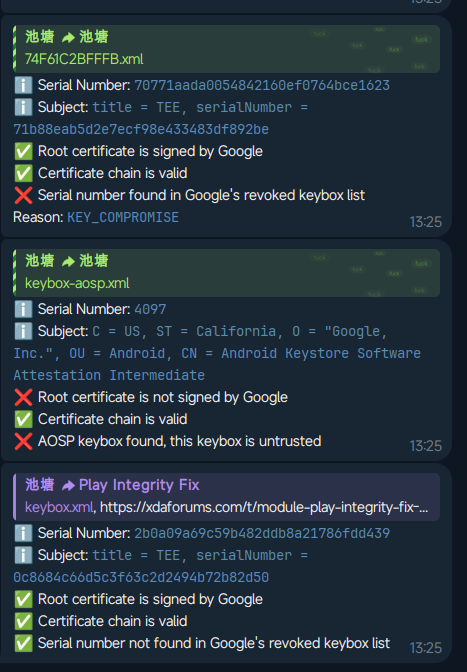 13:25
池塘 ➦ 池塘
74F61C2BFFFB.xml
ℹ️ Serial Number: 70771aada0054842160ef0764bce1623
ℹ️ Subject: title = TEE, serialNumber =
71b88eab5d2e7ecf98e433483df892be
✅ Root certificate is signed by Google
✅ Certificate chain is valid
❌ Serial number found in Google's revoked keybox list
Reason: KEY_COMPROMISE
13:25
池塘 ➦ 池塘
keybox-aosp.xml
ℹ️ Serial Number: 4097
ℹ️ Subject: C = US, ST = California, O = "Google,
Inc.", OU = Android, CN = Android Keystore Software
Attestation Intermediate
❌ Root certificate is not signed by Google
✅ Certificate chain is valid
❌ AOSP keybox found, this keybox is untrusted
13:25
池塘 ➦ Play Integrity Fix
keybox.xml, https://xdaforums.com/t/module-play-integrity-fix-...
ℹ️ Serial Number: 2b0a09a69c59b482ddb8a21786fdd439
ℹ️ Subject: title = TEE, serialNumber =
0c8684c66d5c3f63c2d2494b72b82d50
✅ Root certificate is signed by Google
✅ Certificate chain is valid
✅ Serial number not found in Google's revoked keybox list
13:25